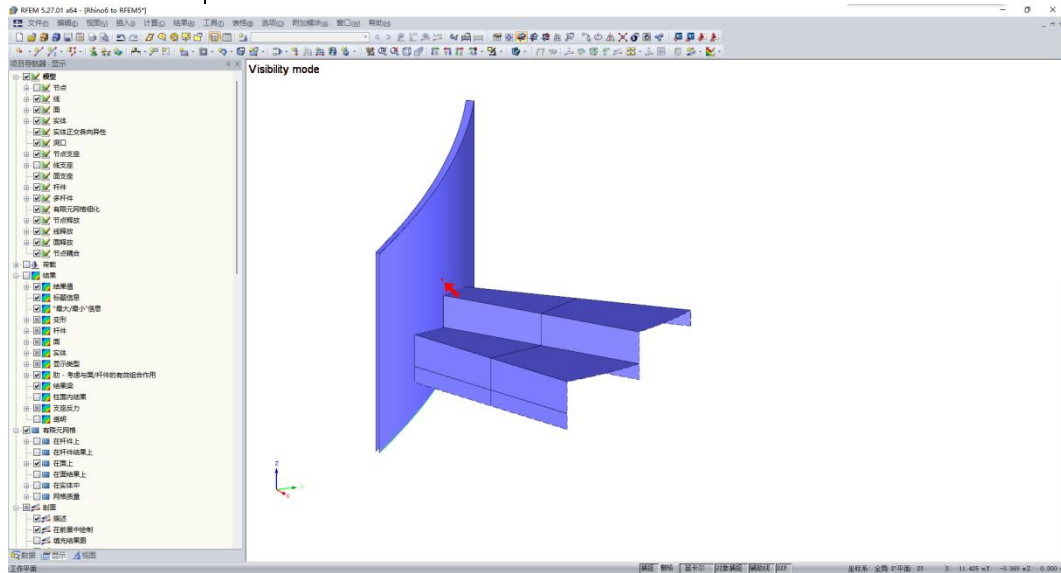 RFEM 5.27.01 x64 - [Rhino6 to RFEM5*]
文件 编辑 视图 插入 计算 结果 工具 表格 选项 附加模块 窗口 帮助
项目导航器 - 显示
Visibility mode
模型
节点
线
面
实体
实体正交各向异性
洞口
节点支座
线支座
面支座
杆件
多杆件
有限元网格细化
节点释放
线释放
面释放
节点耦合
荷载
结果
结果值
标题信息
"最大/最小"信息
变形
杆件
面
实体
显示类型
肋 - 考虑与面/杆件的有效组合作用
结果梁
柱面内结果
支座反力
透明
有限元网格
在杆件上
在杆件结果上
在面上
在面结果上
在实体中
网格质量
剖面
描述
在前景中绘制
填充结果图
Z
Y
X
数据 显示 视图
工作平面
捕捉 栅格 笛卡尔 对象捕捉 辅助线 DXF
坐标系: 全局 平面: XY X: 11.425 m Y: -3.369 m Z: 0.000